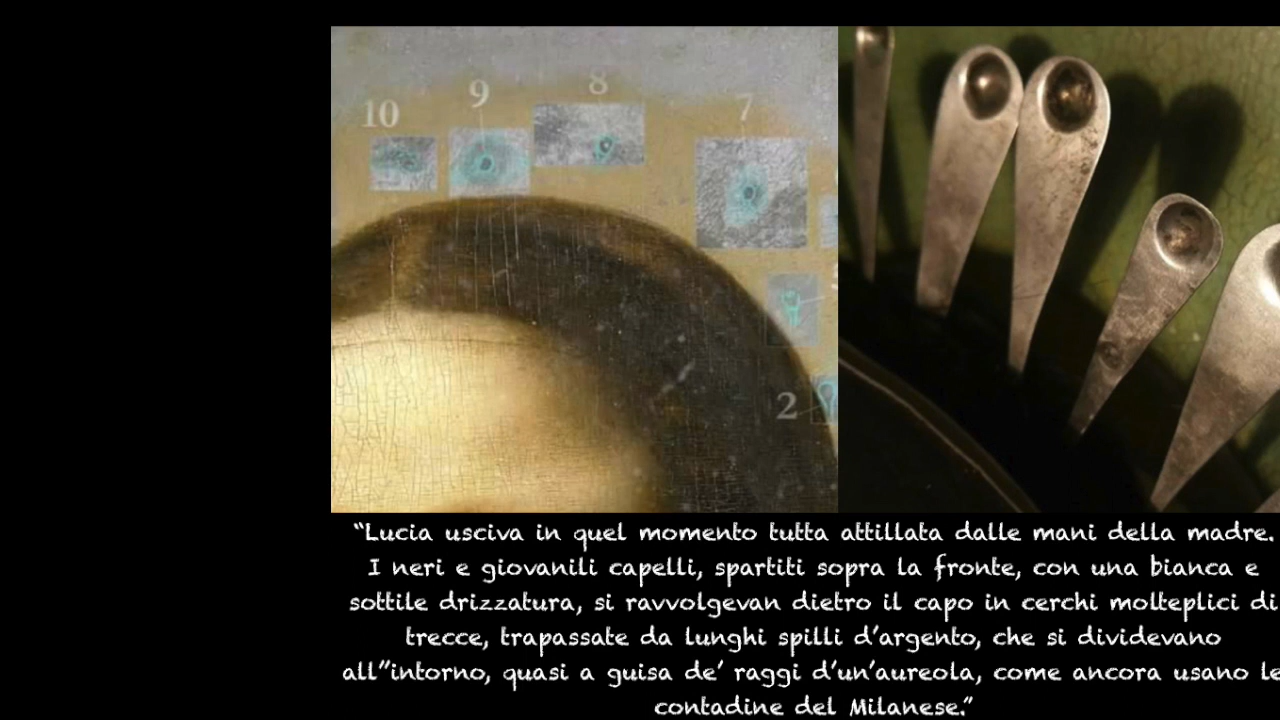 10 9 8 7
2
“Lucia usciva in quel momento tutta attillata dalle mani della madre.
I neri e giovanili capelli, spartiti sopra la fronte, con una bianca e
sottile drizzatura, si ravvolgevan dietro il capo in cerchi molteplici di
trecce, trapassate da lunghi spilli d’argento, che si dividevano
all”intorno, quasi a guisa de’ raggi d’un’aureola, come ancora usano le
contadine del Milanese.”